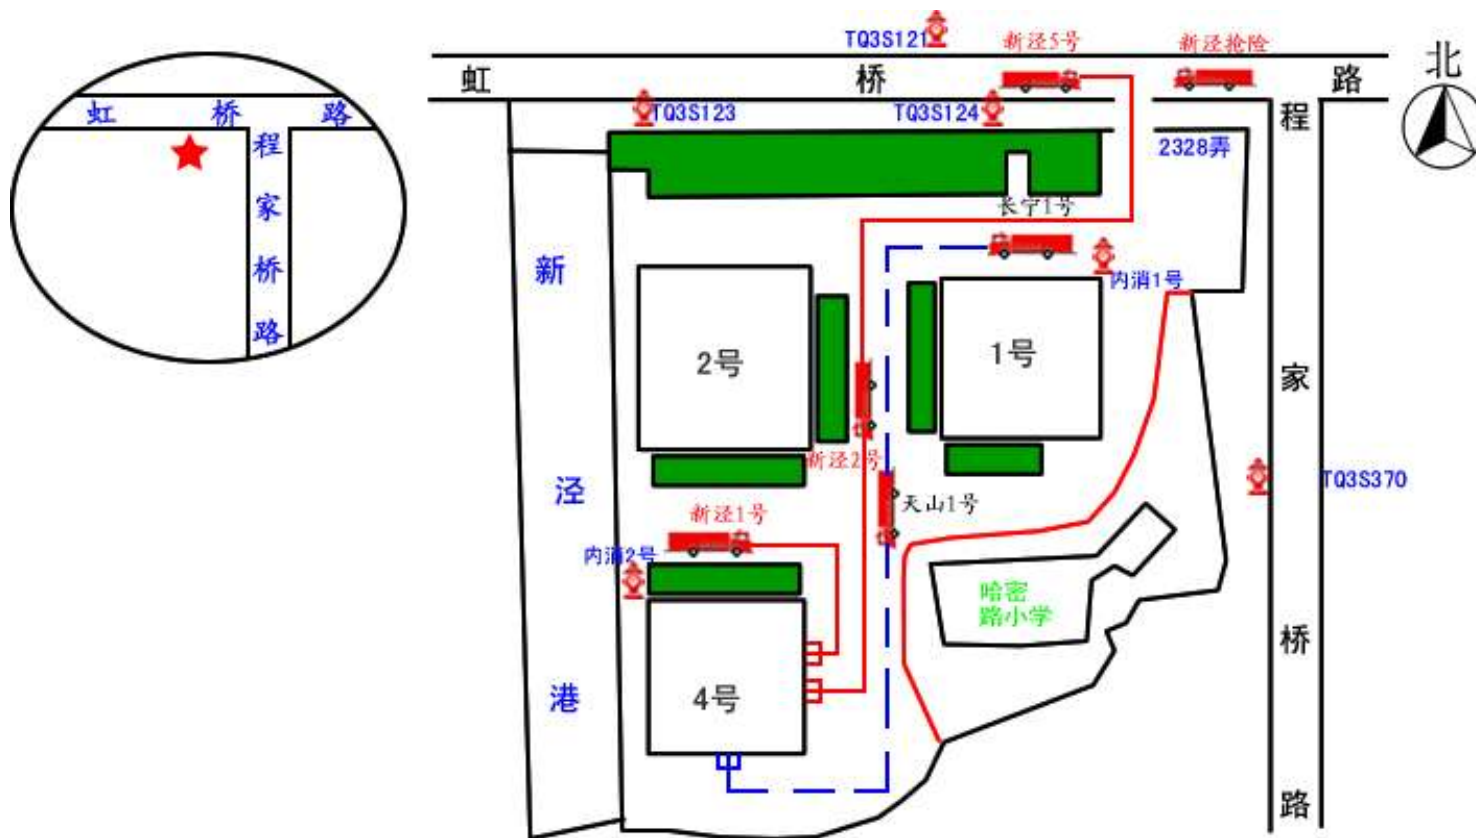 虹 桥 路
程家桥路
TQ3S121
新泾5号
新泾抢险
北
虹 桥 路
TQ3S123
TQ3S124
程家桥路
2328弄
长宁1号
内消1号
新泾港
2号
1号
新泾2号
TQ3S370
天山1号
新泾1号
内消2号
哈密
路小学
4号